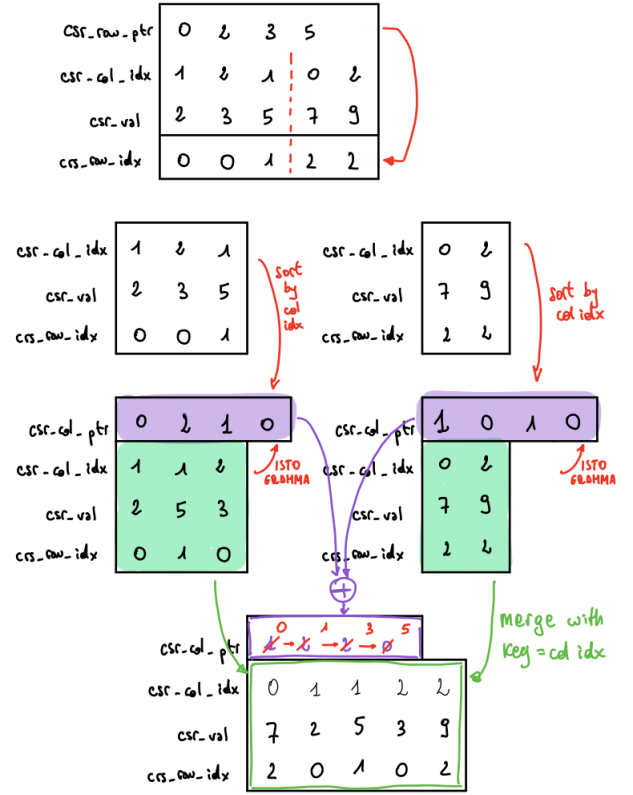 csr_row_ptr 0 2 3 5
csr_col_idx 1 2 1 0 2
csr_val 2 3 5 7 9
crs_row_idx 0 0 1 2 2
csr_col_idx 1 2 1
csr_val 2 3 5
crs_row_idx 0 0 1
sort
by
col
idx
csr_col_idx 0 2
csr_val 7 9
crs_row_idx 2 2
sort by
col idx
csr_col_ptr 0 2 1 0
csr_col_idx 1 1 2
csr_val 2 5 3
crs_row_idx 0 1 0
ISTO
GRAMMA
csr_col_ptr 1 0 1 0
csr_col_idx 0 2
csr_val 7 9
crs_row_idx 2 2
ISTO
GRAMMA
+
merge with
key = col idx
0 1 3 5
csr_col_ptr 2 → 2 0
csr_col_idx 0 1 1 2 2
csr_val 7 2 5 3 9
crs_row_idx 2 0 1 0 2